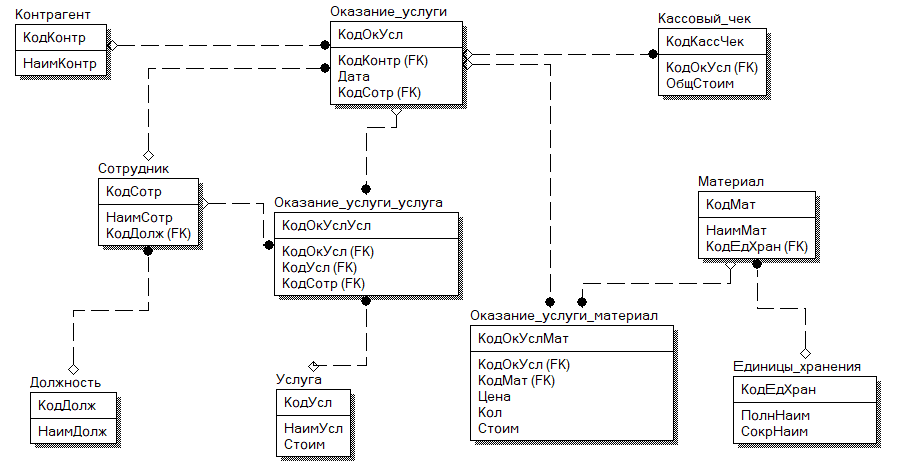 Контрагент
КодКонтр
НаимКонтр
Оказание_услуги
КодОкУсл
КодКонтр (FK)
Дата
КодСотр (FK)
Кассовый_чек
КодКассЧек
КодОкУсл (FK)
ОбщСтоим
Сотрудник
КодСотр
НаимСотр
КодДолж (FK)
Оказание_услуги_услуга
КодОкУслУсл
КодОкУсл (FK)
КодУсл (FK)
КодСотр (FK)
Материал
КодМат
НаимМат
КодЕдХран (FK)
Оказание_услуги_материал
КодОкУслМат
КодОкУсл (FK)
КодМат (FK)
Цена
Кол
Стоим
Должность
КодДолж
НаимДолж
Услуга
КодУсл
НаимУсл
Стоим
Единицы_хранения
КодЕдХран
ПолнНаим
СокрНаим